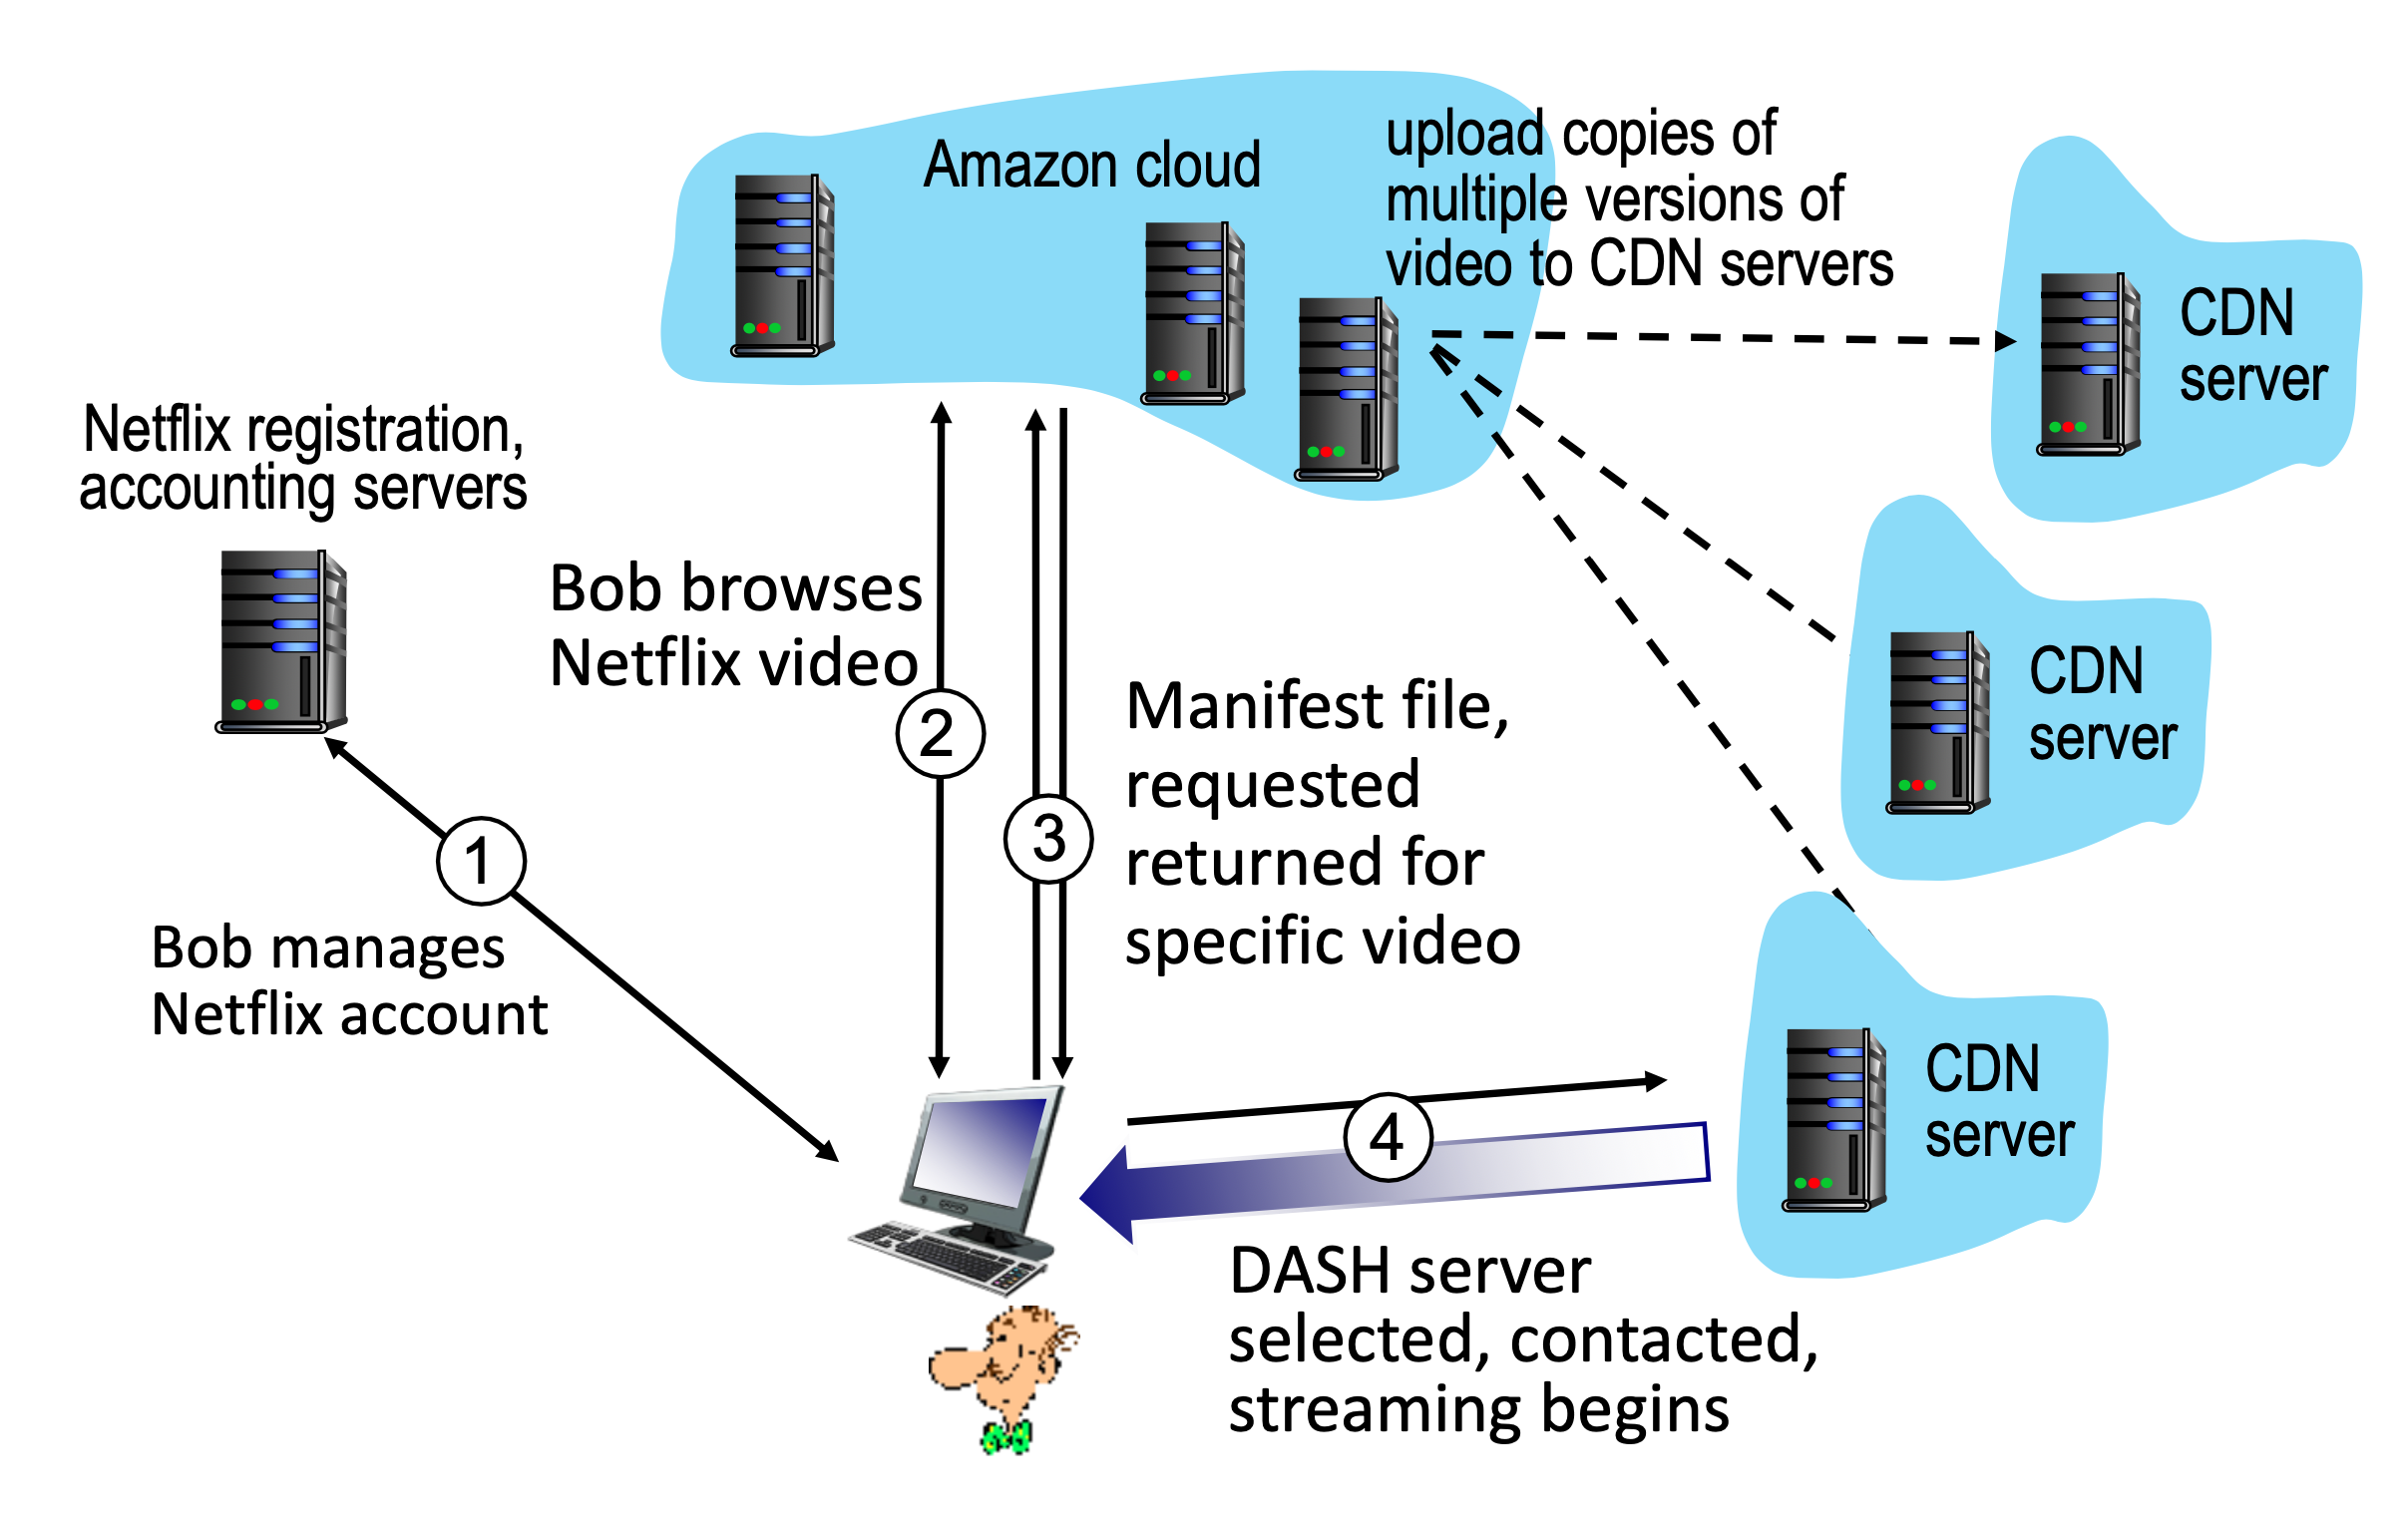 Amazon cloud
upload copies of
multiple versions of
video to CDN servers
CDN
server
Netflix registration,
accounting servers
Bob browses
Netflix video
CDN
server
Manifest file,
requested
returned for
specific video
2
3
1
Bob manages
Netflix account
CDN
server
4
DASH server
selected, contacted,
streaming begins